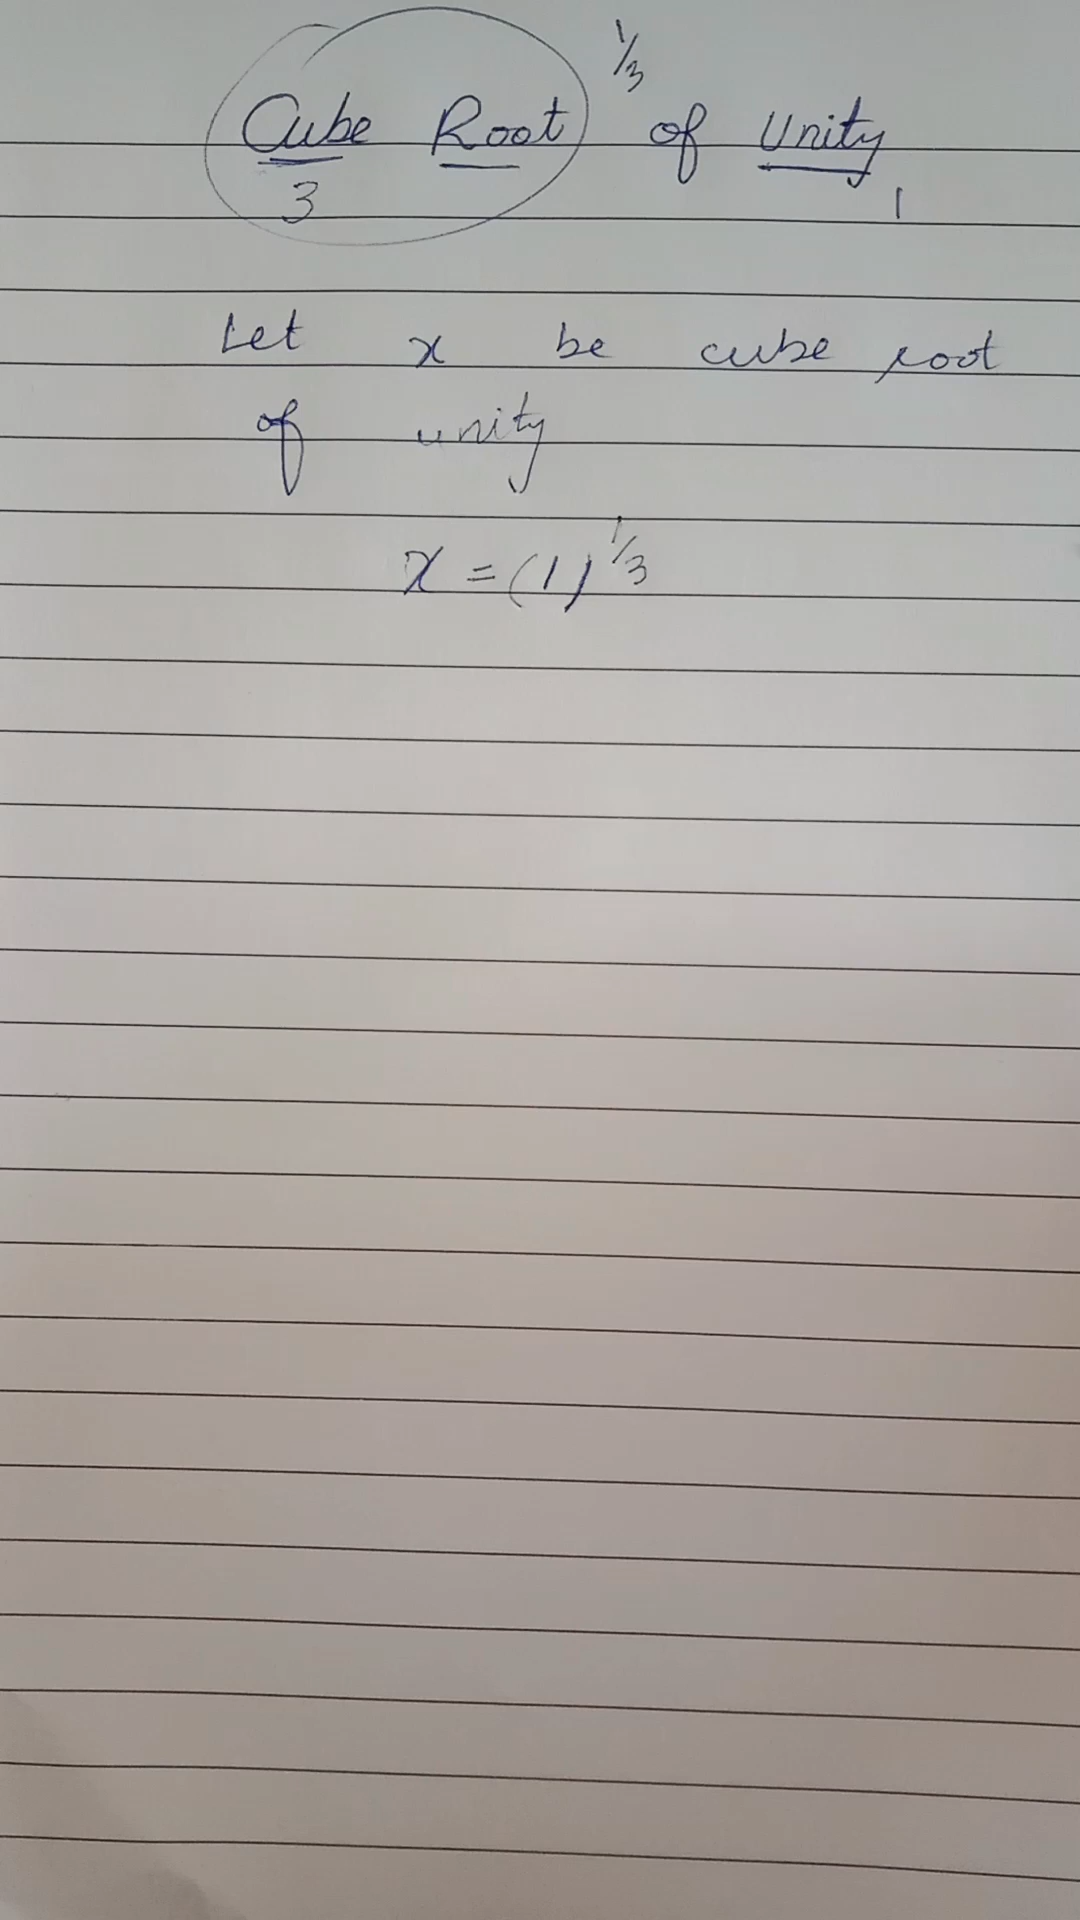 1/3
Cube Root of Unity
3 1
Let x be cube root
of unity
x = (1)^1/3